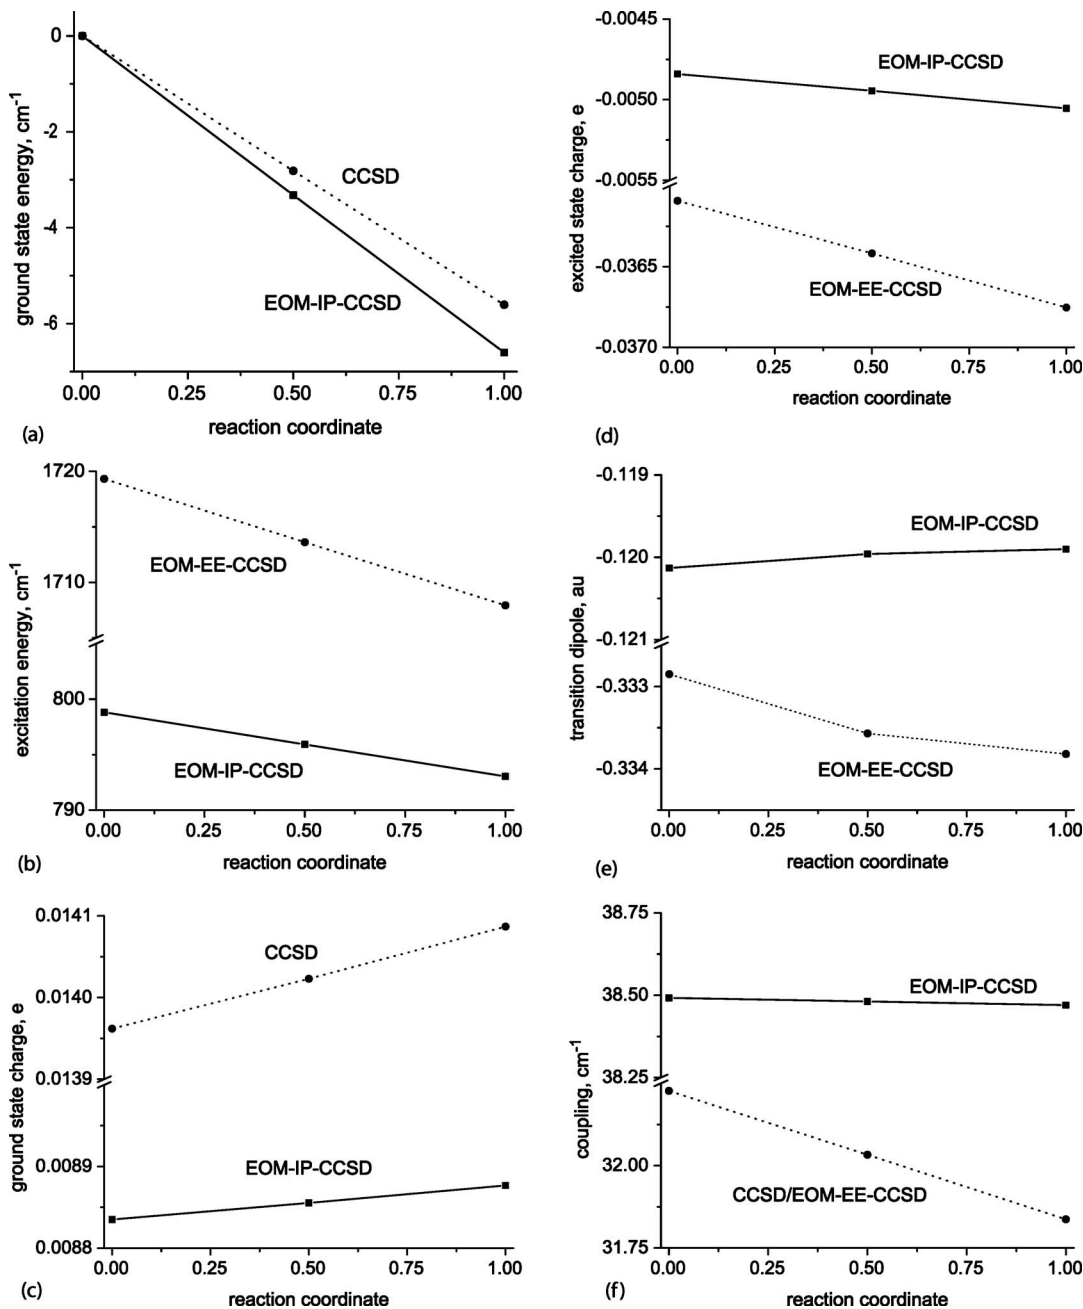 0
-2
-4
-6
ground state energy, cm-1
CCSD
EOM-IP-CCSD
0.00 0.25 0.50 0.75 1.00
reaction coordinate
(a)
1720
1710
800
790
excitation energy, cm-1
EOM-EE-CCSD
EOM-IP-CCSD
0.00 0.25 0.50 0.75 1.00
reaction coordinate
(b)
0.0141
0.0140
0.0139
0.0089
0.0088
ground state charge, e
CCSD
EOM-IP-CCSD
0.00 0.25 0.50 0.75 1.00
reaction coordinate
(c)
-0.0045
-0.0050
-0.0055
-0.0365
-0.0370
excited state charge, e
EOM-IP-CCSD
EOM-EE-CCSD
0.00 0.25 0.50 0.75 1.00
reaction coordinate
(d)
-0.119
-0.120
-0.121
-0.333
-0.334
transition dipole, au
EOM-IP-CCSD
EOM-EE-CCSD
0.00 0.25 0.50 0.75 1.00
reaction coordinate
(e)
38.75
38.50
38.25
32.00
31.75
coupling, cm-1
EOM-IP-CCSD
CCSD/EOM-EE-CCSD
0.00 0.25 0.50 0.75 1.00
reaction coordinate
(f)